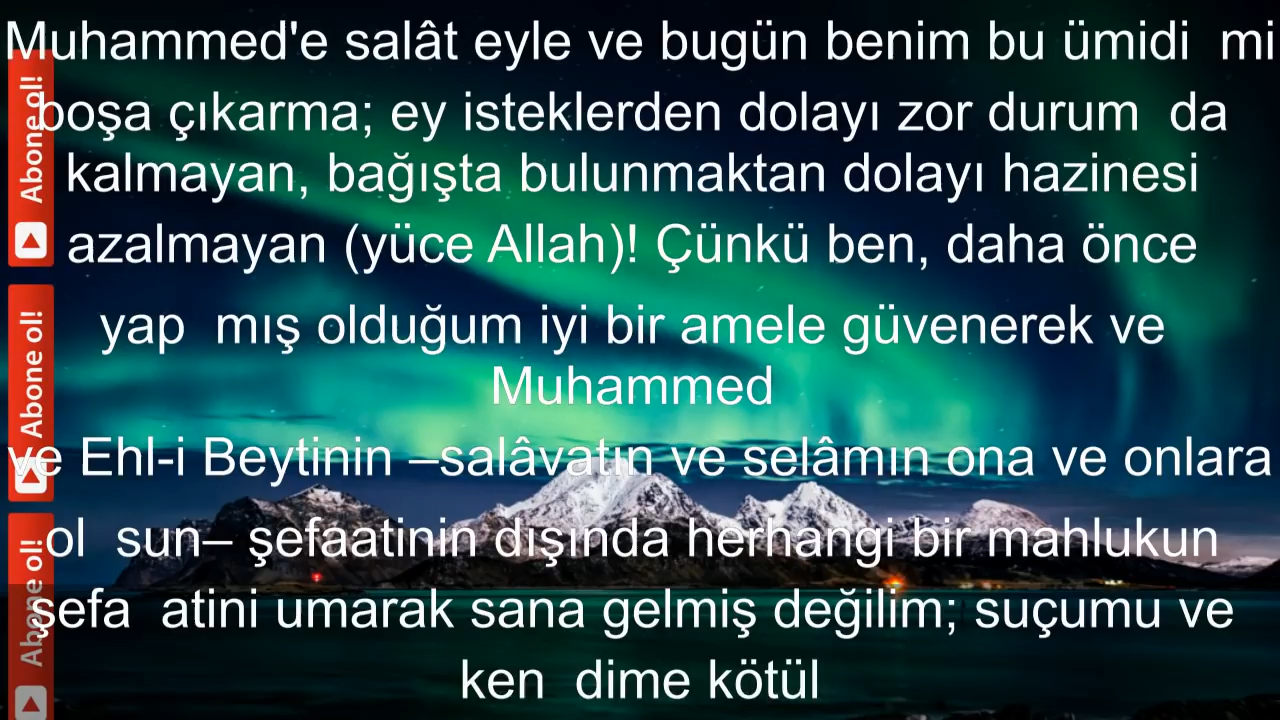 Muhammed'e salât eyle ve bugün benim bu ümidi  mi
boşa çıkarma; ey isteklerden dolayı zor durum  da
kalmayan, bağışta bulunmaktan dolayı hazinesi
azalmayan (yüce Allah)! Çünkü ben, daha önce
yap  mış olduğum iyi bir amele güvenerek ve
Muhammed
ve Ehl-i Beytinin –salâvatın ve selâmın ona ve onlara
ol  sun– şefaatinin dışında herhangi bir mahlukun
şefa  atini umarak sana gelmiş değilim; suçumu ve
ken  dime kötül
Abone ol!
Abone ol!
Abone ol!